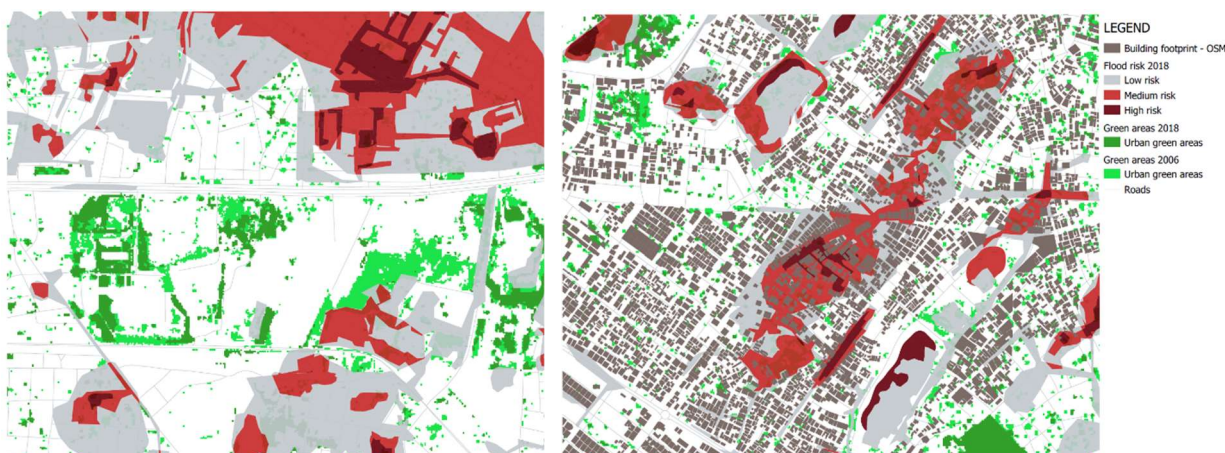 LEGEND
Building footprint - OSM
Flood risk 2018
Low risk
Medium risk
High risk
Green areas 2018
Urban green areas
Green areas 2006
Urban green areas
Roads